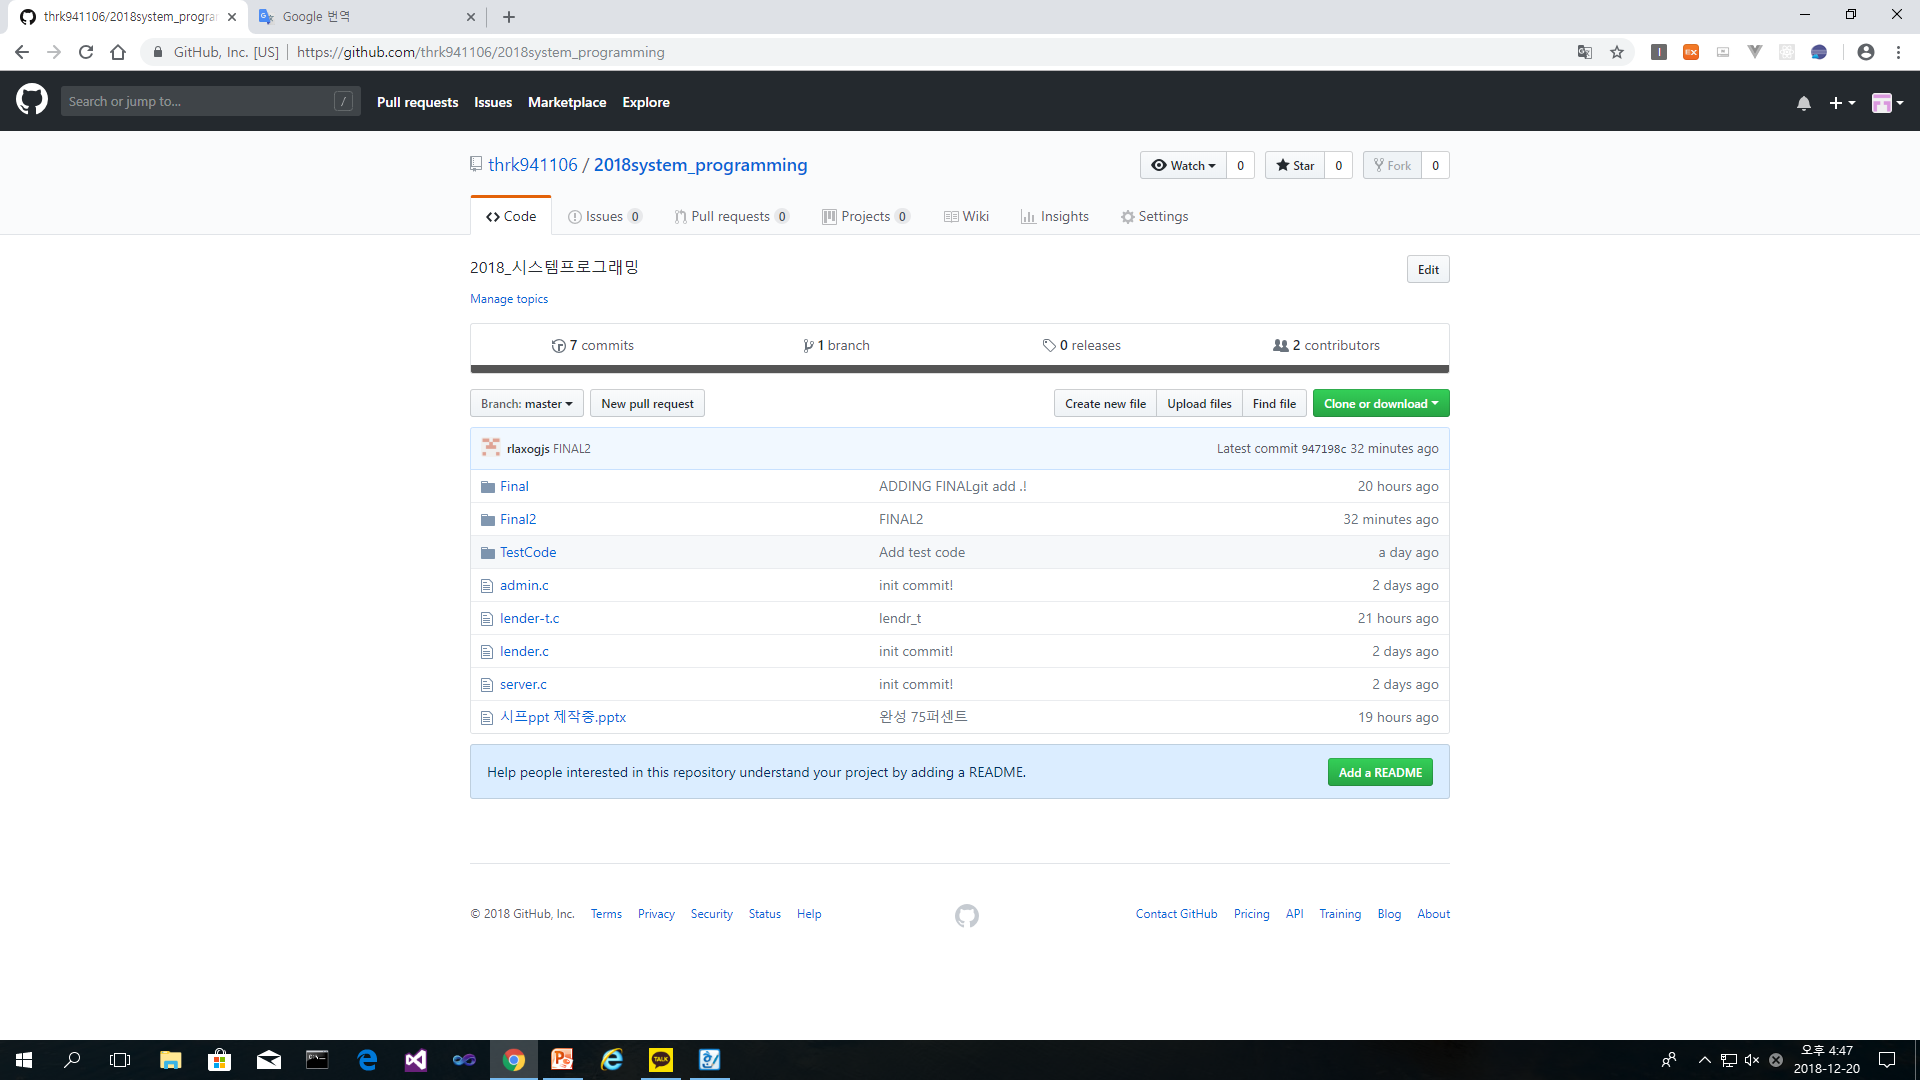 thrk941106/2018system_progra
Google 번역
GitHub, Inc. [US]
https://github.com/thrk941106/2018system_programming
Search or jump to...
/
Pull requests
Issues
Marketplace
Explore
thrk941106 / 2018system_programming
Watch 0
Star 0
Fork 0
Code
Issues 0
Pull requests 0
Projects 0
Wiki
Insights
Settings
2018_시스템프로그래밍
Edit
Manage topics
7 commits
1 branch
0 releases
2 contributors
Branch: master
New pull request
Create new file
Upload files
Find file
Clone or download
rlaxogjs FINAL2
Latest commit 947198c 32 minutes ago
Final
ADDING FINALgit add .!
20 hours ago
Final2
FINAL2
32 minutes ago
TestCode
Add test code
a day ago
admin.c
init commit!
2 days ago
lender-t.c
lendr_t
21 hours ago
lender.c
init commit!
2 days ago
server.c
init commit!
2 days ago
시프ppt 제작중.pptx
완성 75퍼센트
19 hours ago
Help people interested in this repository understand your project by adding a README.
Add a README
© 2018 GitHub, Inc.
Terms
Privacy
Security
Status
Help
Contact GitHub
Pricing
API
Training
Blog
About
TALK
오후 4:47
2018-12-20